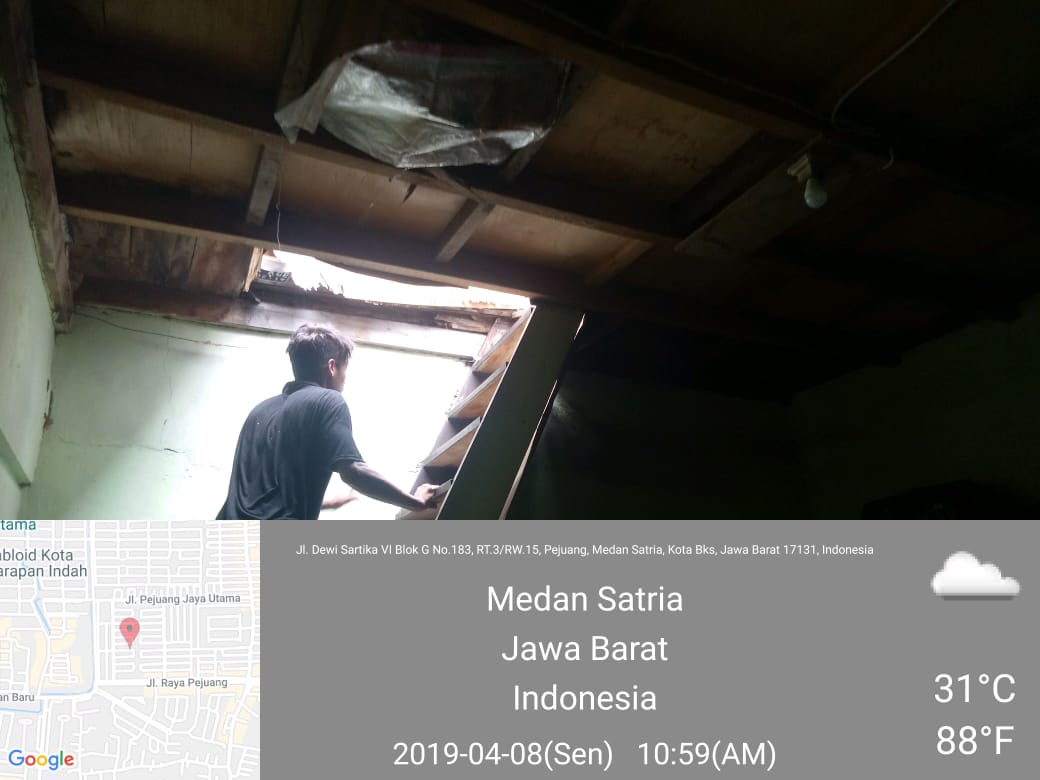 Jl. Dewi Sartika VI Blok G No.183, RT.3/RW.15, Pejuang, Medan Satria, Kota Bks, Jawa Barat 17131, Indonesia
Medan Satria
Jawa Barat
Indonesia
2019-04-08(Sen) 10:59(AM)
31°C
88°F
tama
abloid Kota
arapan Indah
Jl. Pejuang Jaya Utama
Jl. Raya Pejuang
an Baru
Google